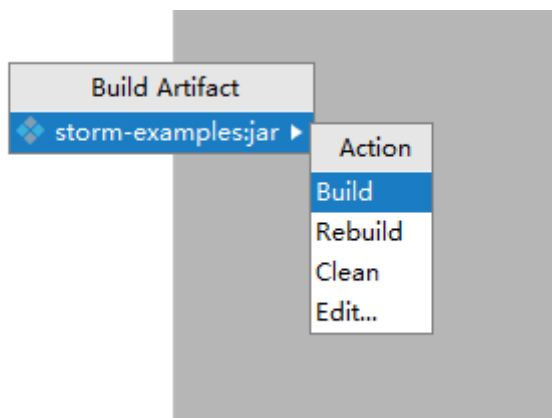 Build Artifact
storm-examples:jar
Action
Build
Rebuild
Clean
Edit...